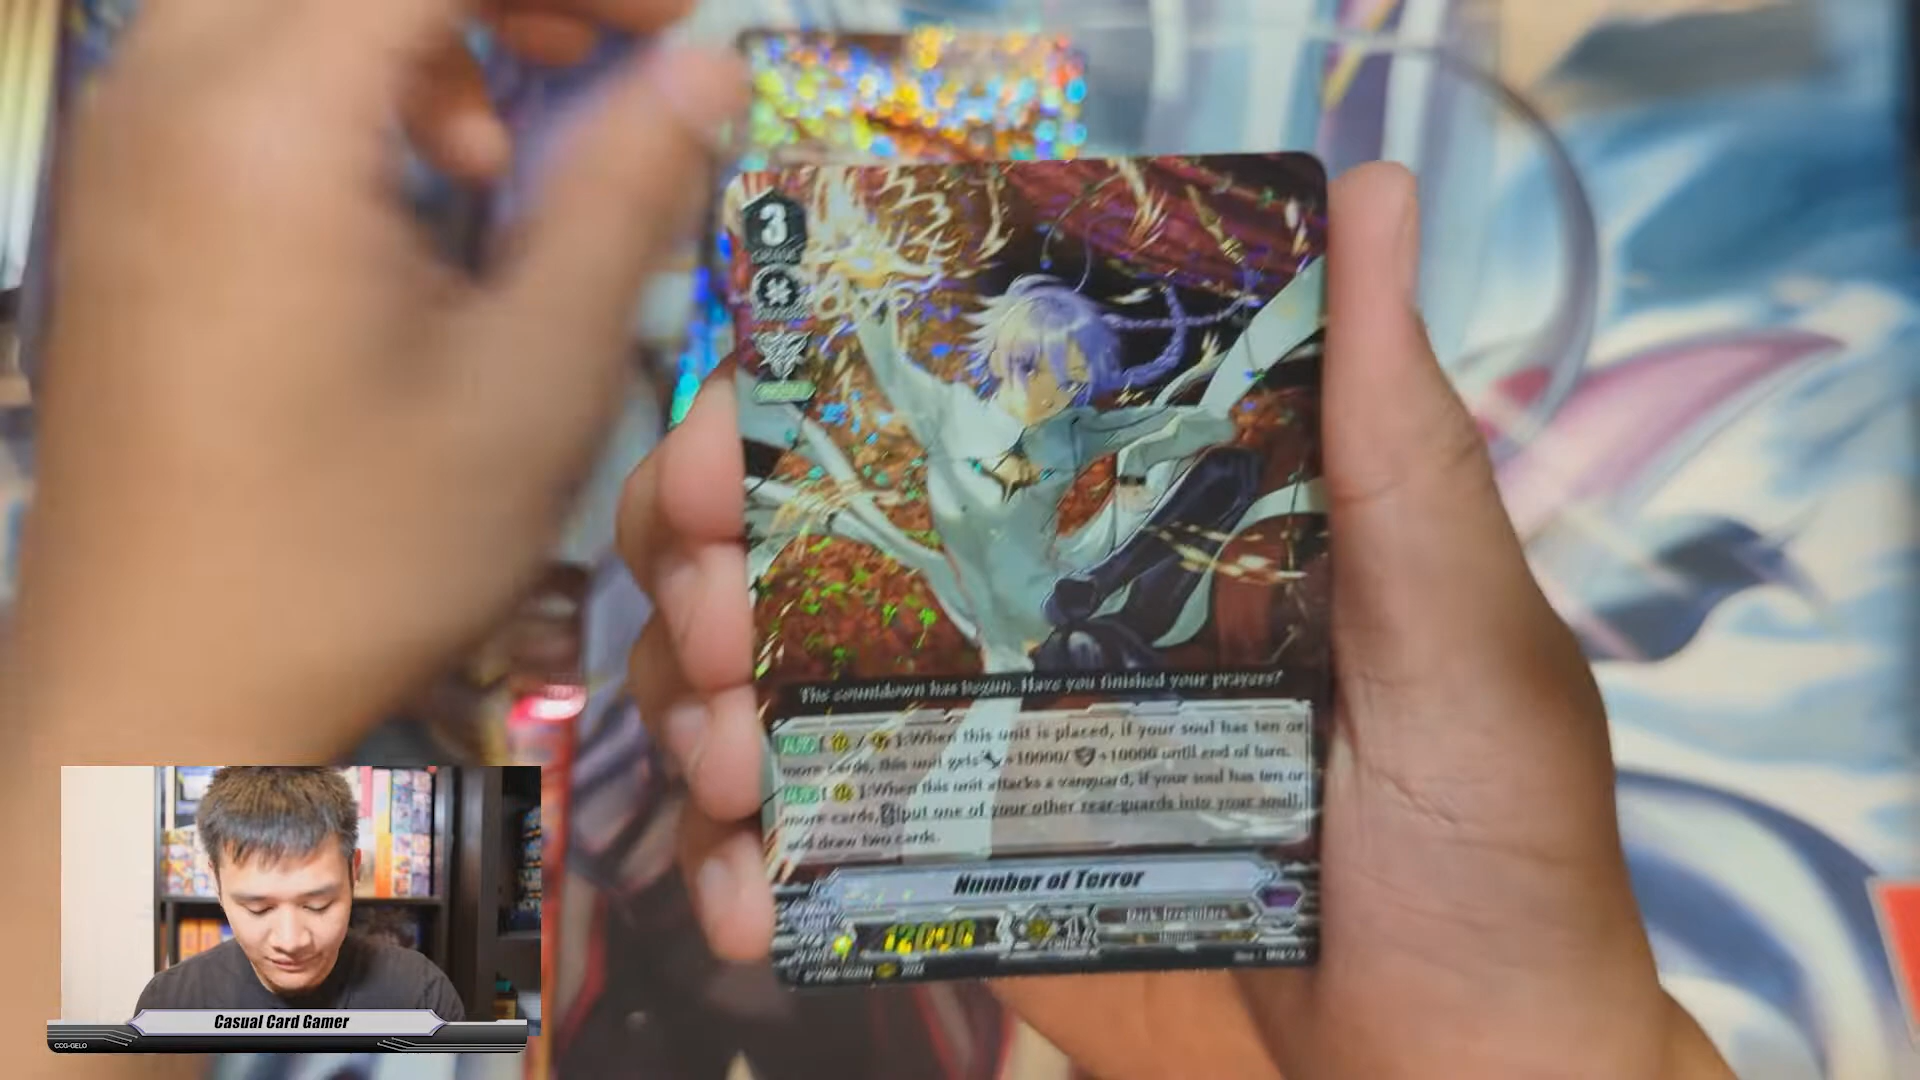 3
The countdown has begun. Have you finished your prayers?
AUTO[ / ]:When this unit is placed, if your soul has ten or
more cards, this unit gets +10000/ +10000 until end of turn.
AUTO[ ]:When this unit attacks a vanguard, if your soul has ten or
more cards, put one of your other rear-guards into your soul,
and draw two cards.
Number of Terror
12000
1
Dark Irregulars
Casual Card Gamer
CCG-GELO